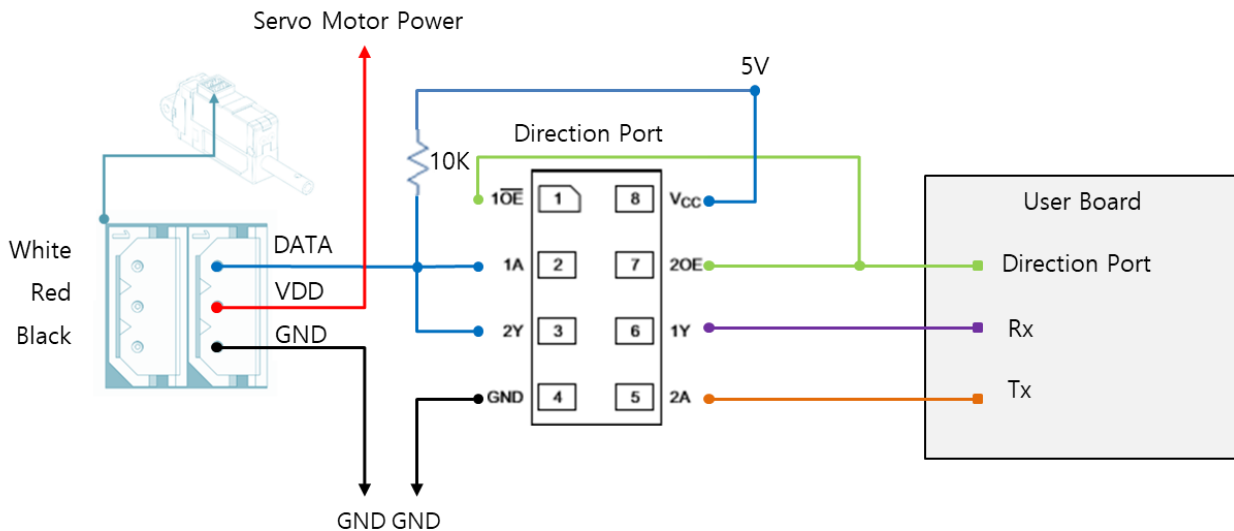 Servo Motor Power
5V
Direction Port
10K
1O̅E̅ 1 8 VCC
User Board
White
DATA
1A 2 7 2OE
Direction Port
Red
VDD
Black
GND
2Y 3 6 1Y
Rx
GND 4 5 2A
Tx
GND GND